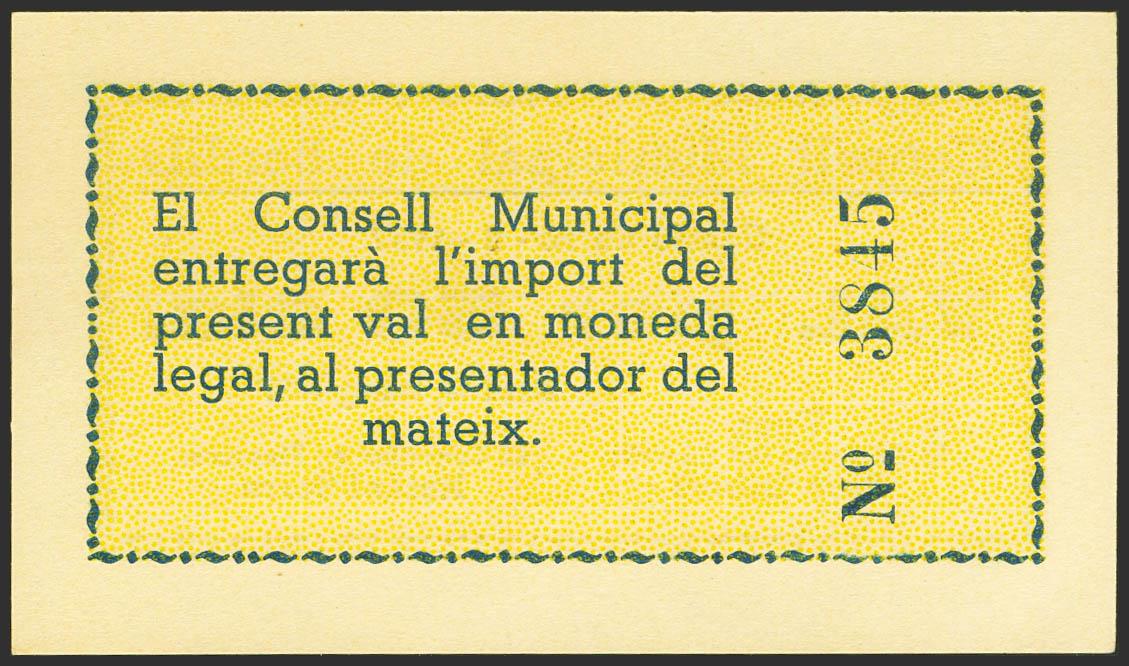 El Consell Municipal
entregarà l'import del
present val en moneda
legal, al presentador del
mateix.
Nº 3845